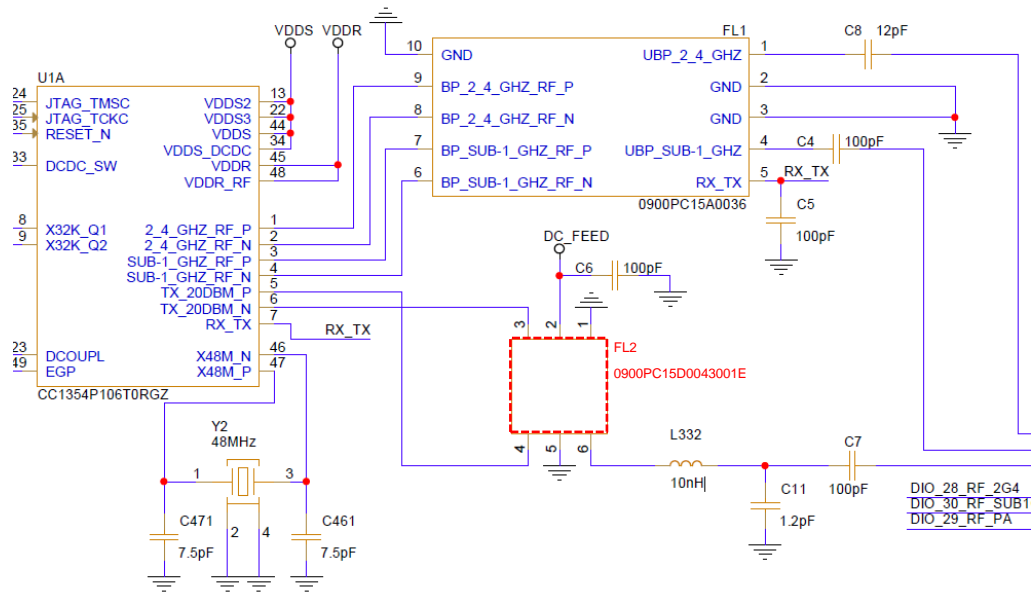 VDDS VDDR
FL1
C8 12pF
10 GND UBP_2_4_GHZ 1
9 BP_2_4_GHZ_RF_P GND 2
8 BP_2_4_GHZ_RF_N GND 3
7 BP_SUB-1_GHZ_RF_P UBP_SUB-1_GHZ 4
6 BP_SUB-1_GHZ_RF_N RX_TX 5
0900PC15A0036
C4 100pF
RX_TX
C5
100pF
U1A
24 JTAG_TMSC VDDS2 13
25 JTAG_TCKC VDDS3 22
35 RESET_N VDDS 44
VDDS_DCDC 34
33 DCDC_SW VDDR 45
VDDR_RF 48
8 X32K_Q1 2_4_GHZ_RF_P 1
9 X32K_Q2 2_4_GHZ_RF_N 2
SUB-1_GHZ_RF_P 3
SUB-1_GHZ_RF_N 4
TX_20DBM_P 5
TX_20DBM_N 6
RX_TX 7
RX_TX
23 DCOUPL X48M_N 46
49 EGP X48M_P 47
CC1354P106T0RGZ
DC_FEED
C6 100pF
3 2 1
FL2
0900PC15D0043001E
4 5 6
L332
10nH
C7
100pF
C11
1.2pF
DIO_28_RF_2G4
DIO_30_RF_SUB1
DIO_29_RF_PA
Y2
48MHz
1 3
2 4
C471
7.5pF
C461
7.5pF